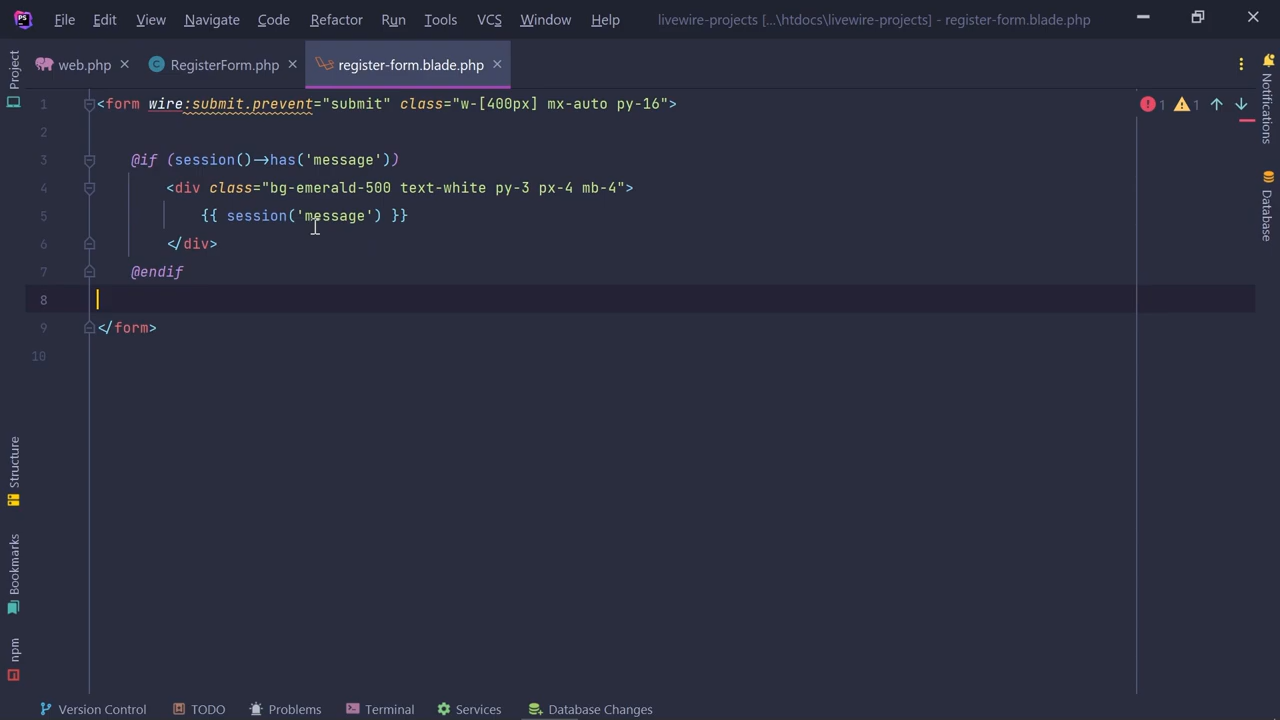 File Edit View Navigate Code Refactor Run Tools VCS Window Help livewire-projects [...\htdocs\livewire-projects] - register-form.blade.php
web.php RegisterForm.php register-form.blade.php
Project
Structure
Bookmarks
npm
1 <form wire:submit.prevent="submit" class="w-[400px] mx-auto py-16">
2
3 @if (session()->has('message'))
4 <div class="bg-emerald-500 text-white py-3 px-4 mb-4">
5 {{ session('message') }}
6 </div>
7 @endif
8
9 </form>
10
1 1
Notifications
Database
Version Control TODO Problems Terminal Services Database Changes